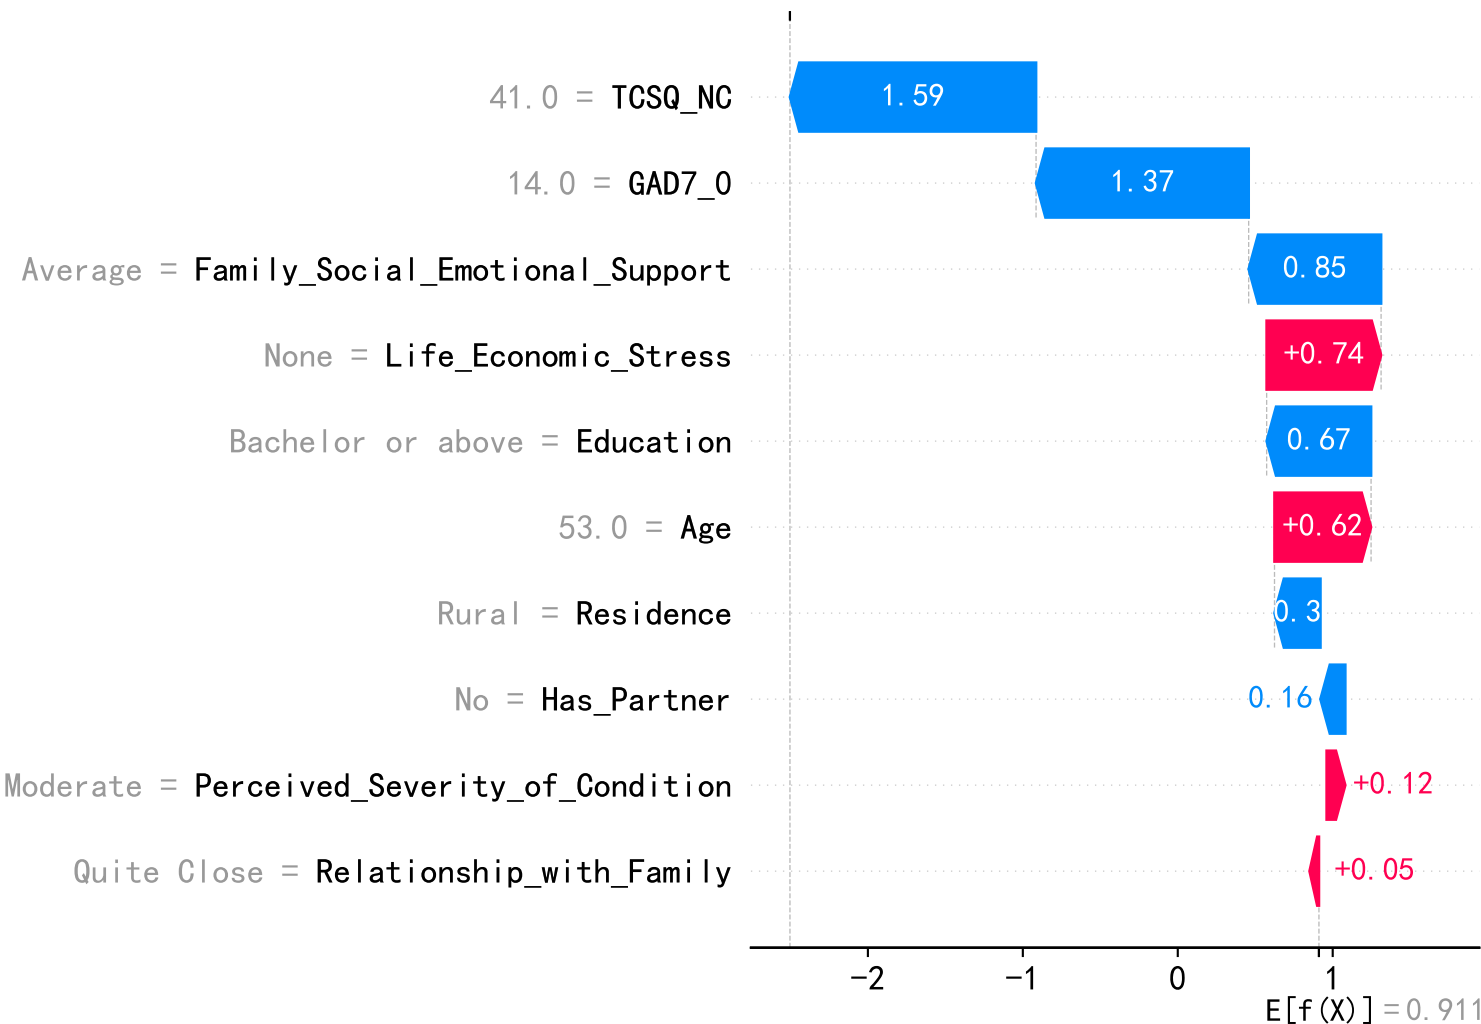 41.0 = TCSQ_NC
1.59
14.0 = GAD7_0
1.37
Average = Family_Social_Emotional_Support
0.85
None = Life_Economic_Stress
+0.74
Bachelor or above = Education
0.67
53.0 = Age
+0.62
Rural = Residence
0.3
No = Has_Partner
0.16
Moderate = Perceived_Severity_of_Condition
+0.12
Quite Close = Relationship_with_Family
+0.05
−2 −1 0 1
E[f(X)] = 0.911